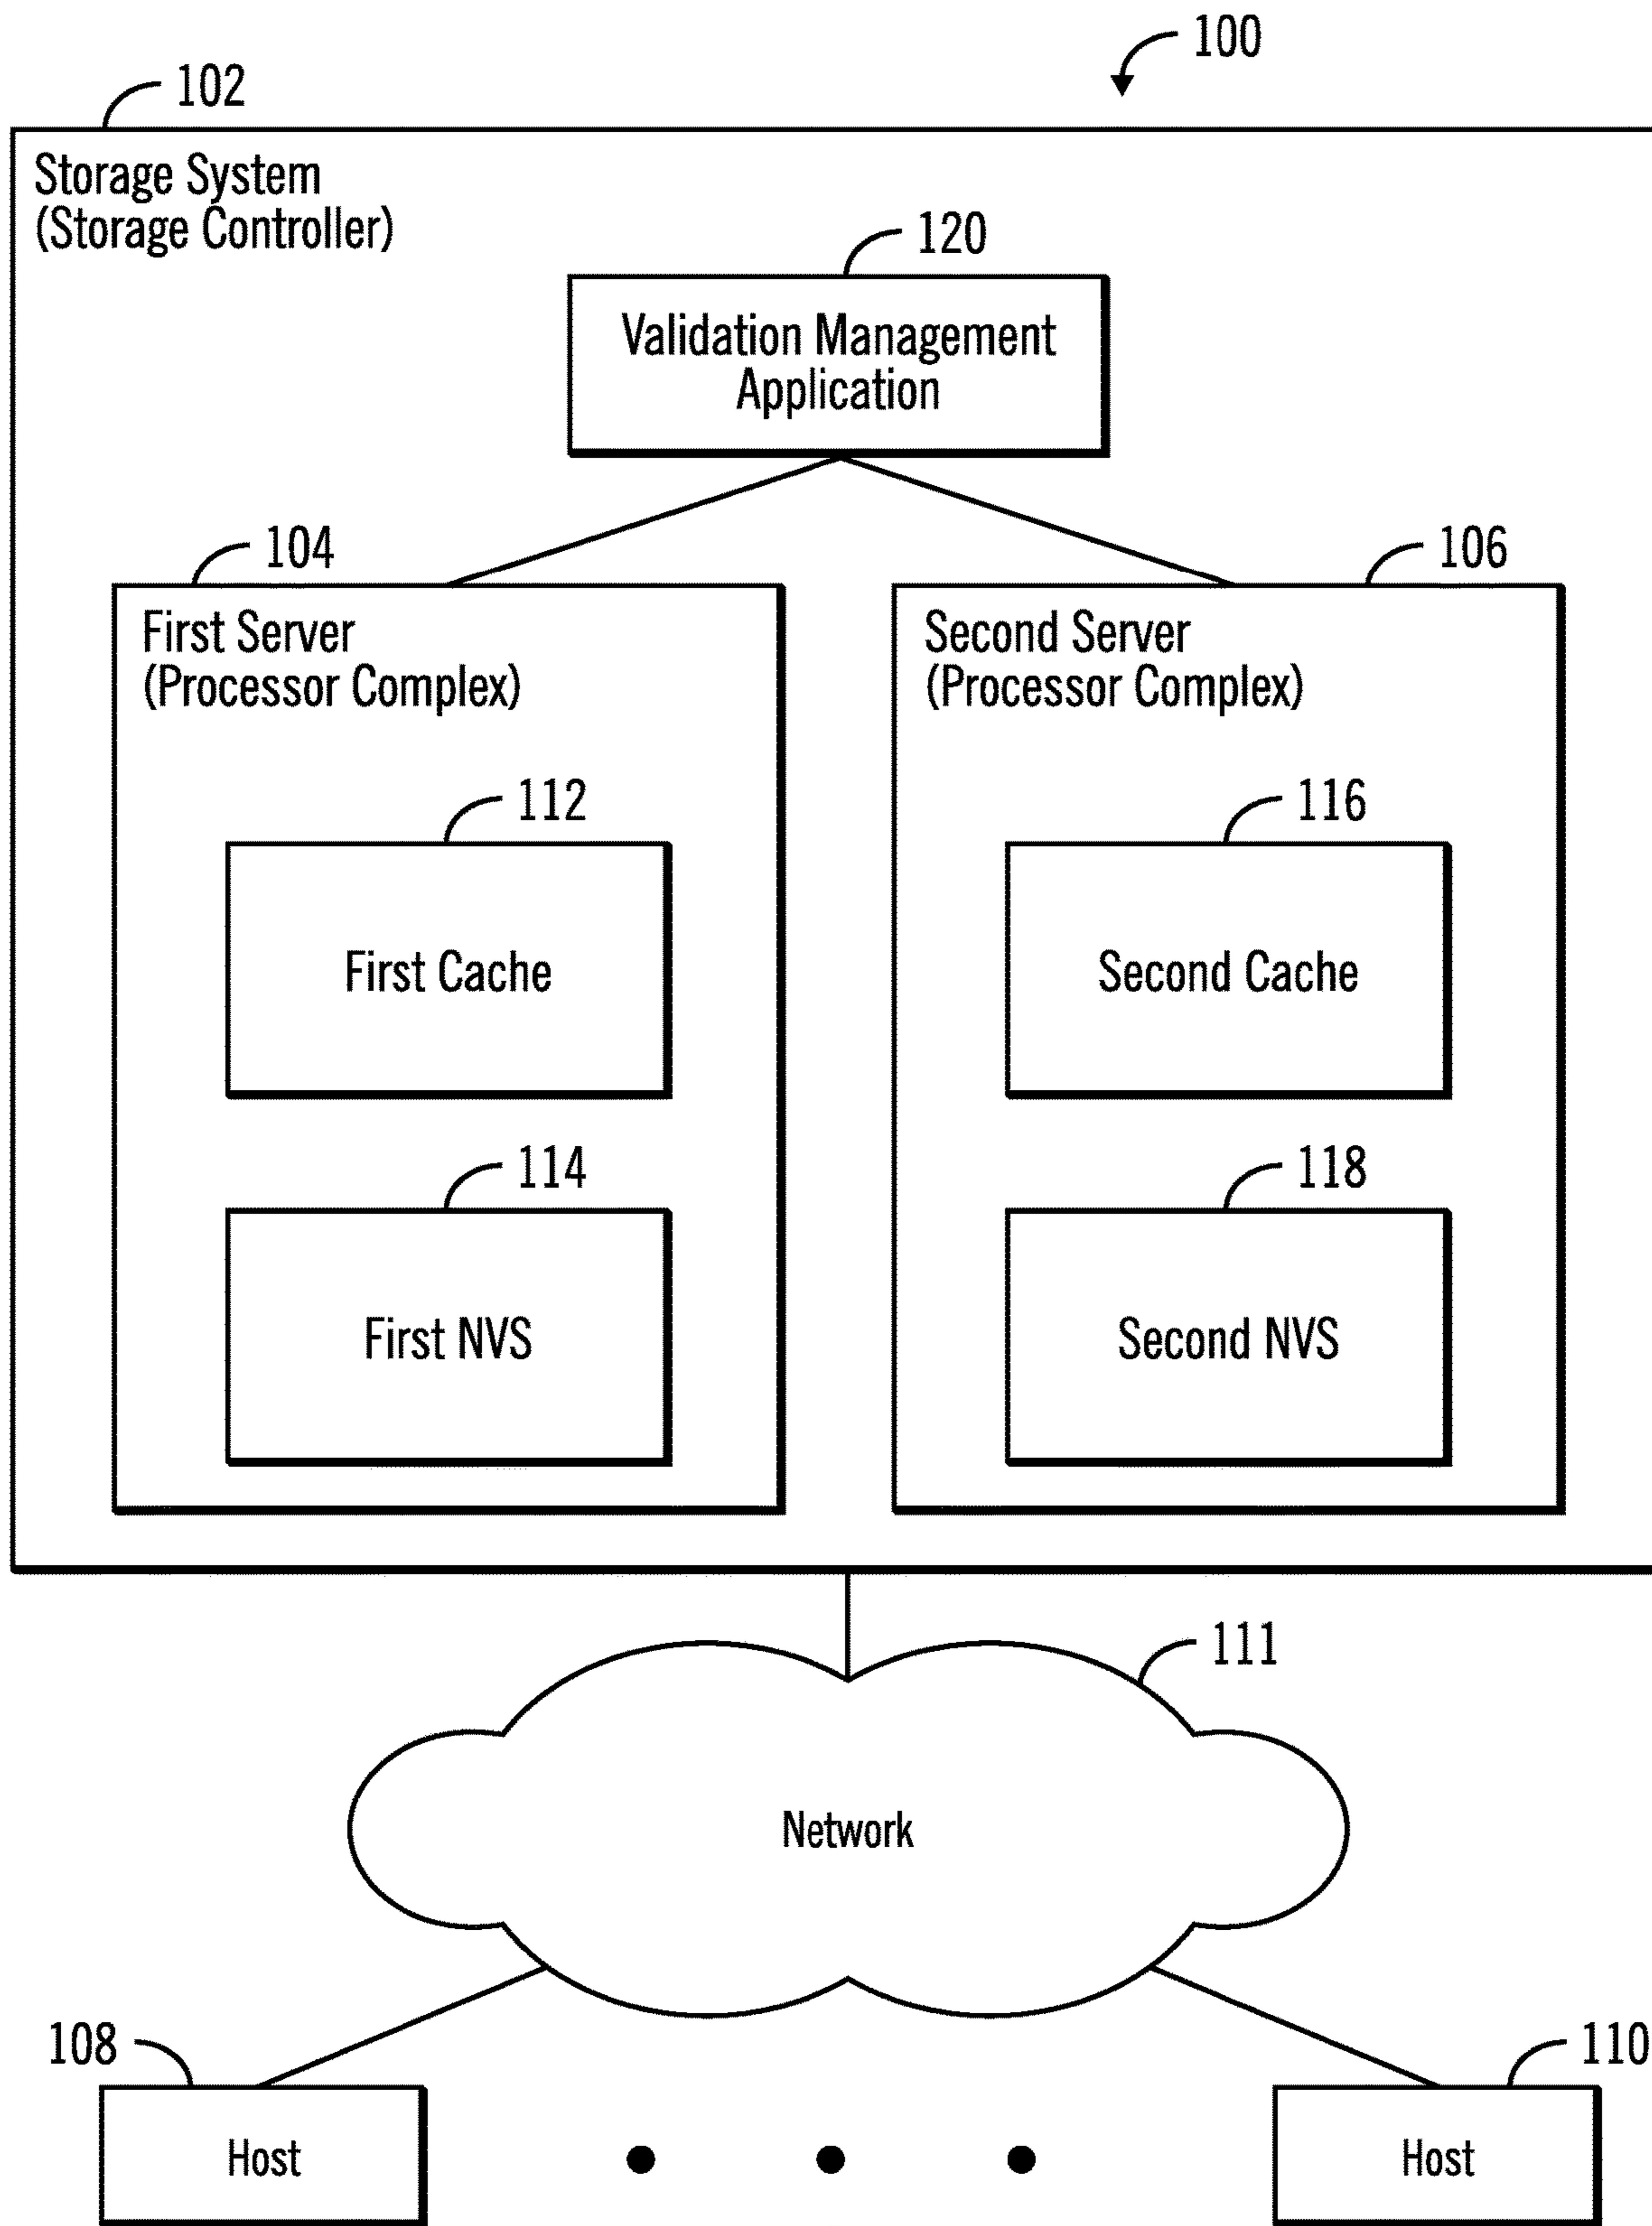 100
102
Storage System
(Storage Controller)
120
Validation Management
Application
104
106
First Server
(Processor Complex)
Second Server
(Processor Complex)
112
116
First Cache
Second Cache
114
118
First NVS
Second NVS
111
Network
108
110
Host
Host